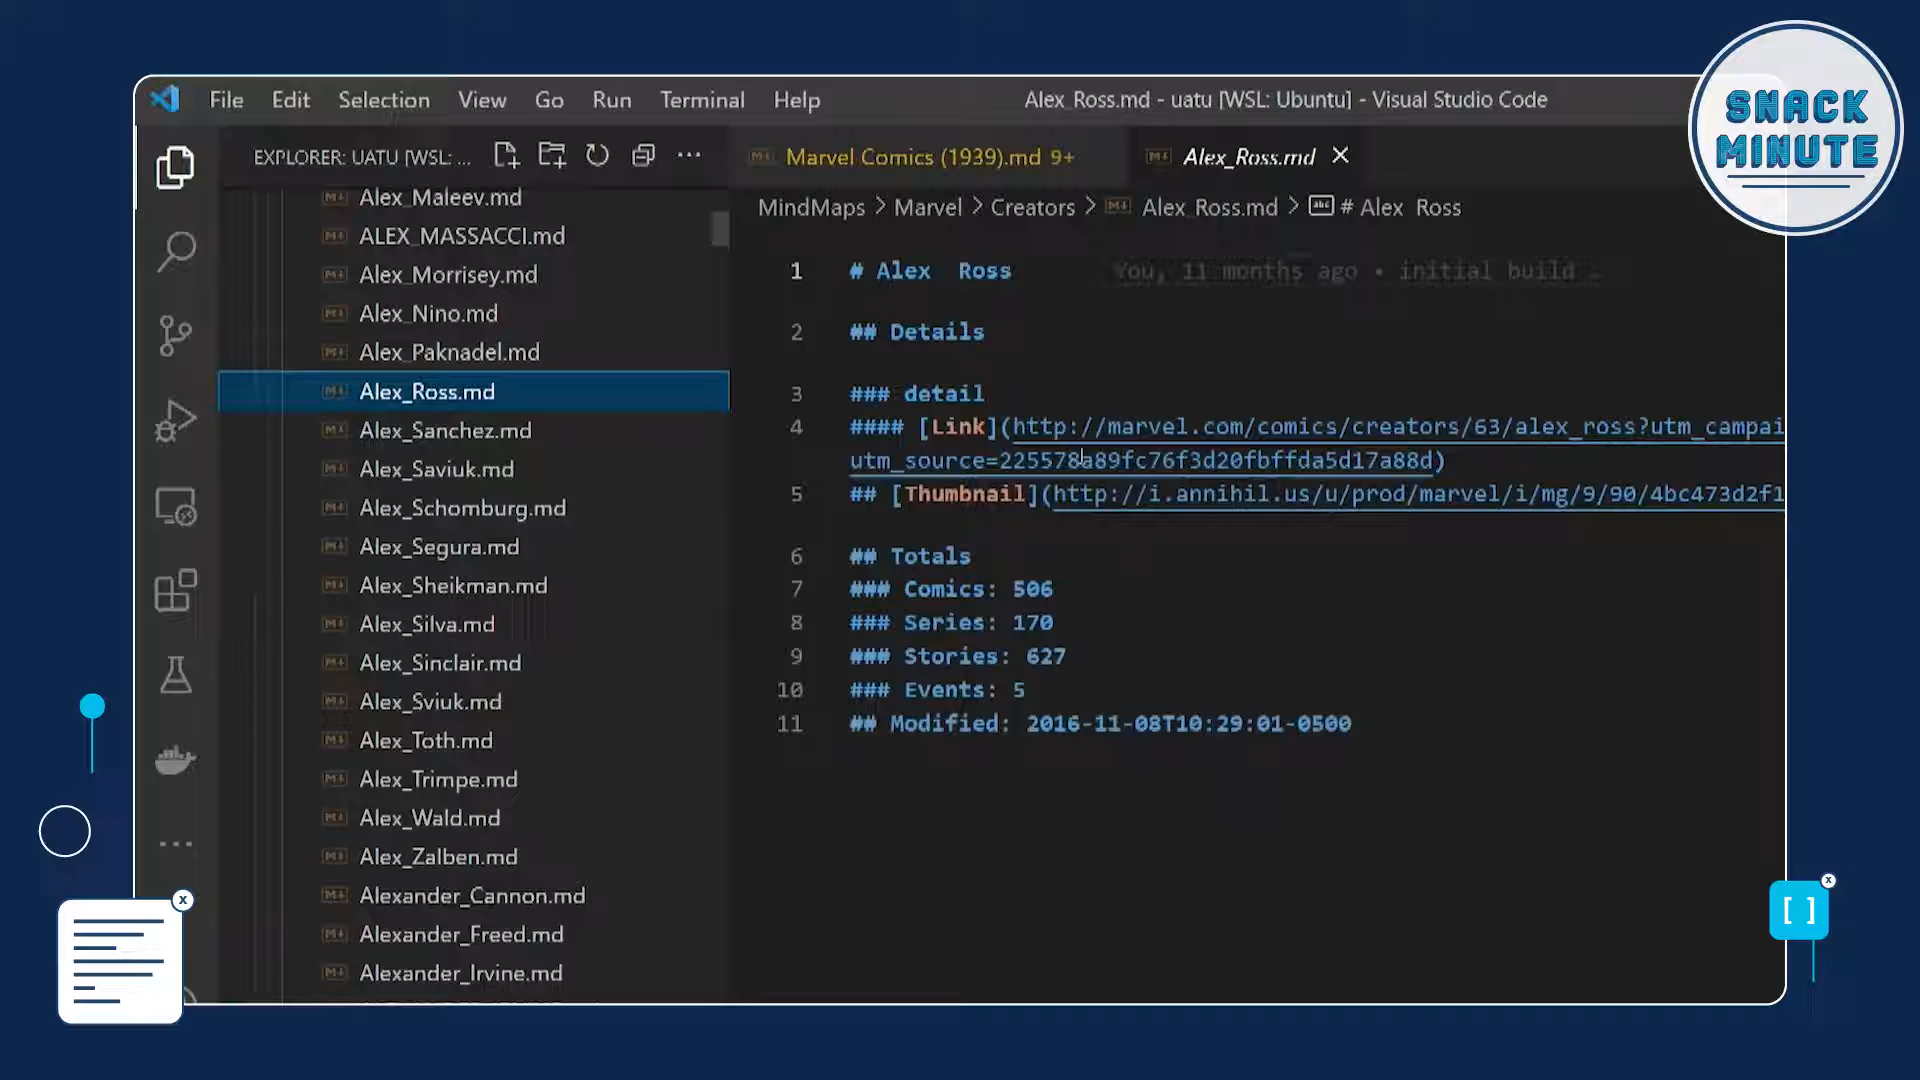 SNACK
MINUTE
File Edit Selection View Go Run Terminal Help
Alex_Ross.md - uatu [WSL: Ubuntu] - Visual Studio Code
EXPLORER: UATU [WSL: ...
Marvel Comics (1939).md 9+
Alex_Ross.md
MindMaps > Marvel > Creators > Alex_Ross.md > # Alex Ross
Alex_Maleev.md
ALEX_MASSACCI.md
Alex_Morrisey.md
Alex_Nino.md
Alex_Paknadel.md
Alex_Ross.md
Alex_Sanchez.md
Alex_Saviuk.md
Alex_Schomburg.md
Alex_Segura.md
Alex_Sheikman.md
Alex_Silva.md
Alex_Sinclair.md
Alex_Sviuk.md
Alex_Toth.md
Alex_Trimpe.md
Alex_Wald.md
Alex_Zalben.md
Alexander_Cannon.md
Alexander_Freed.md
Alexander_Irvine.md
1 # Alex Ross You, 11 months ago • initial build …
2 ## Details
3 ### detail
4 #### [Link](http://marvel.com/comics/creators/63/alex_ross?utm_campai
utm_source=225578a89fc76f3d20fbffda5d17a88d)
5 ## [Thumbnail](http://i.annihil.us/u/prod/marvel/i/mg/9/90/4bc473d2f1
6 ## Totals
7 ### Comics: 506
8 ### Series: 170
9 ### Stories: 627
10 ### Events: 5
11 ## Modified: 2016-11-08T10:29:01-0500
x
x
[ ]